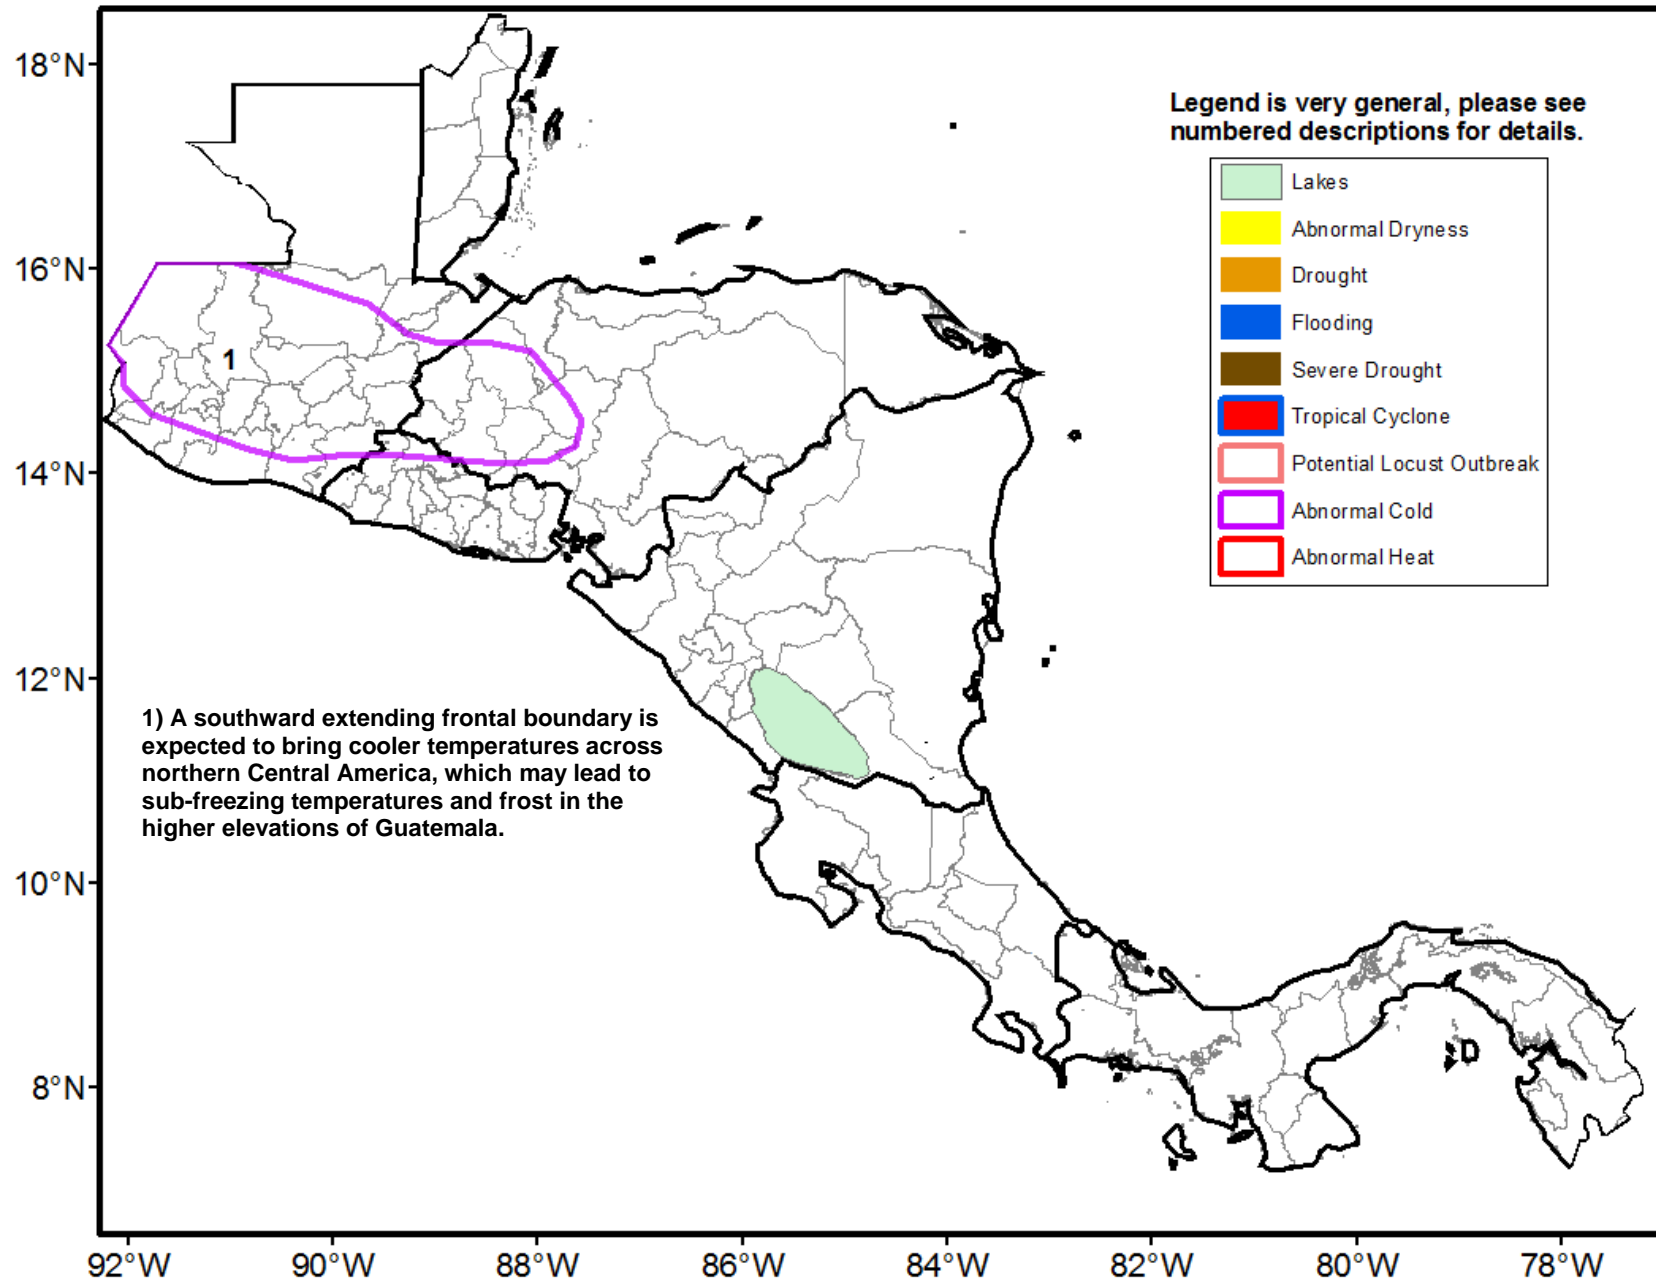 18°N
16°N
14°N
12°N
10°N
8°N
Legend is very general, please see
numbered descriptions for details.
Lakes
Abnormal Dryness
Drought
Flooding
Severe Drought
Tropical Cyclone
Potential Locust Outbreak
Abnormal Cold
Abnormal Heat
1
1) A southward extending frontal boundary is
expected to bring cooler temperatures across
northern Central America, which may lead to
sub-freezing temperatures and frost in the
higher elevations of Guatemala.
92°W
90°W
88°W
86°W
84°W
82°W
80°W
78°W